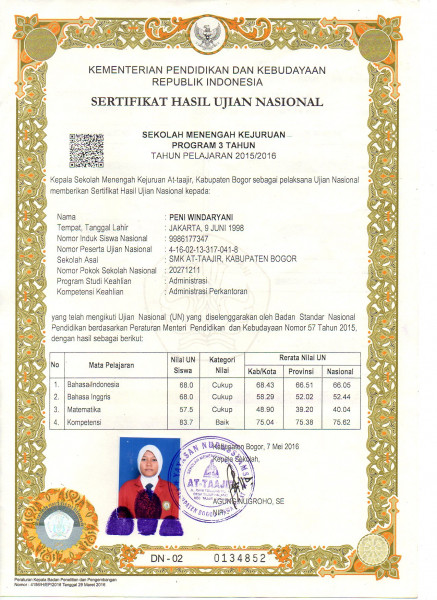 KEMENTERIAN PENDIDIKAN DAN KEBUDAYAAN
REPUBLIK INDONESIA
SERTIFIKAT HASIL UJIAN NASIONAL
SEKOLAH MENENGAH KEJURUAN
PROGRAM 3 TAHUN
TAHUN PELAJARAN 2015/2016
Kepala Sekolah Menengah Kejuruan At-taajir, Kabupaten Bogor sebagai pelaksana Ujian Nasional
memberikan Sertifikat Hasil Ujian Nasional kepada:
Nama : PENI WINDARYANI
Tempat, Tanggal Lahir : JAKARTA, 9 JUNI 1998
Nomor Induk Siswa Nasional : 9986177347
Nomor Peserta Ujian Nasional : 4-16-02-13-317-041-8
Sekolah Asal : SMK AT-TAAJIR, KABUPATEN BOGOR
Nomor Pokok Sekolah Nasional : 20271211
Program Studi Keahlian : Administrasi
Kompetensi Keahlian : Administrasi Perkantoran
yang telah mengikuti Ujian Nasional (UN) yang diselenggarakan oleh Badan Standar Nasional
Pendidikan berdasarkan Peraturan Menteri Pendidikan dan Kebudayaan Nomor 57 Tahun 2015,
dengan hasil sebagai berikut:
No Mata Pelajaran Nilai UN Siswa Kategori Nilai Rerata Nilai UN
Kab/Kota Provinsi Nasional
1. BahasaIndonesia 68.0 Cukup 68.43 66.51 66.05
2. Bahasa Inggris 58.0 Cukup 58.29 52.02 52.44
3. Matematika 57.5 Cukup 48.90 39.20 40.04
4. Kompetensi 83.7 Baik 75.04 75.38 75.62
Kabupaten Bogor, 7 Mei 2016
Kepala Sekolah,
YAYASAN
AT-TAAJIR
AGUNG NUGROHO, SE
NIP.
DN - 02 0134852
Peraturan Kepala Badan Penelitian dan Pengembangan
Tanggal 29 Maret 2016